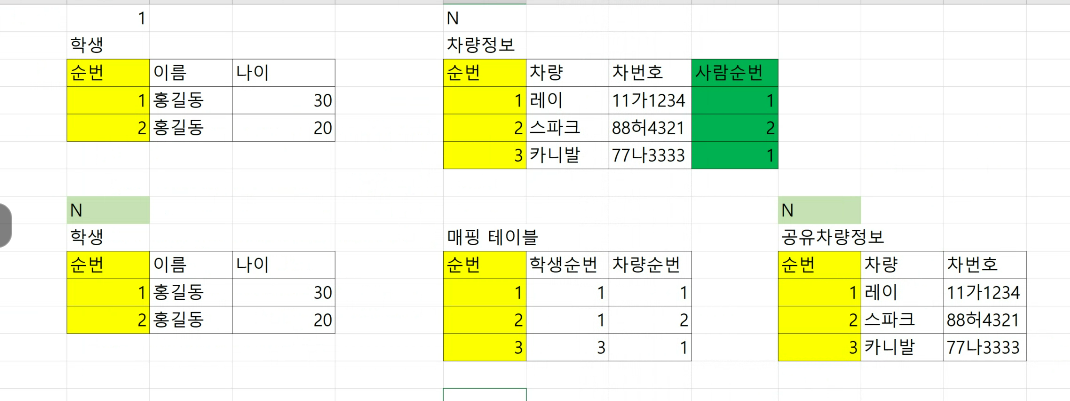 1 N
학생 차량정보
순번 이름 나이 순번 차량 차번호 사람순번
1 홍길동 30 1 레이 11가1234 1
2 홍길동 20 2 스파크 88허4321 2
3 카니발 77나3333 1
N N
학생 매핑 테이블 공유차량정보
순번 이름 나이 순번 학생순번 차량순번 순번 차량 차번호
1 홍길동 30 1 1 1 1 레이 11가1234
2 홍길동 20 2 1 2 2 스파크 88허4321
3 3 1 3 카니발 77나3333